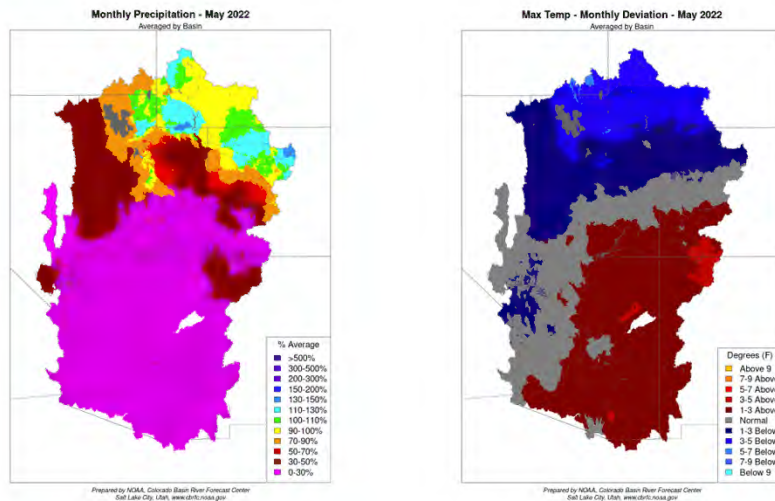 Monthly Precipitation - May 2022
Averaged by Basin
% Average
>500%
300-500%
200-300%
150-200%
130-150%
110-130%
100-110%
90-100%
70-90%
50-70%
30-50%
0-30%
Prepared by NOAA, Colorado Basin River Forecast Center
Salt Lake City, Utah, www.cbrfc.noaa.gov
Max Temp - Monthly Deviation - May 2022
Averaged by Basin
Degrees (F)
Above 9
7-9 Above
5-7 Above
3-5 Above
1-3 Above
Normal
1-3 Below
3-5 Below
5-7 Below
7-9 Below
Below 9
Prepared by NOAA, Colorado Basin River Forecast Center
Salt Lake City, Utah, www.cbrfc.noaa.gov